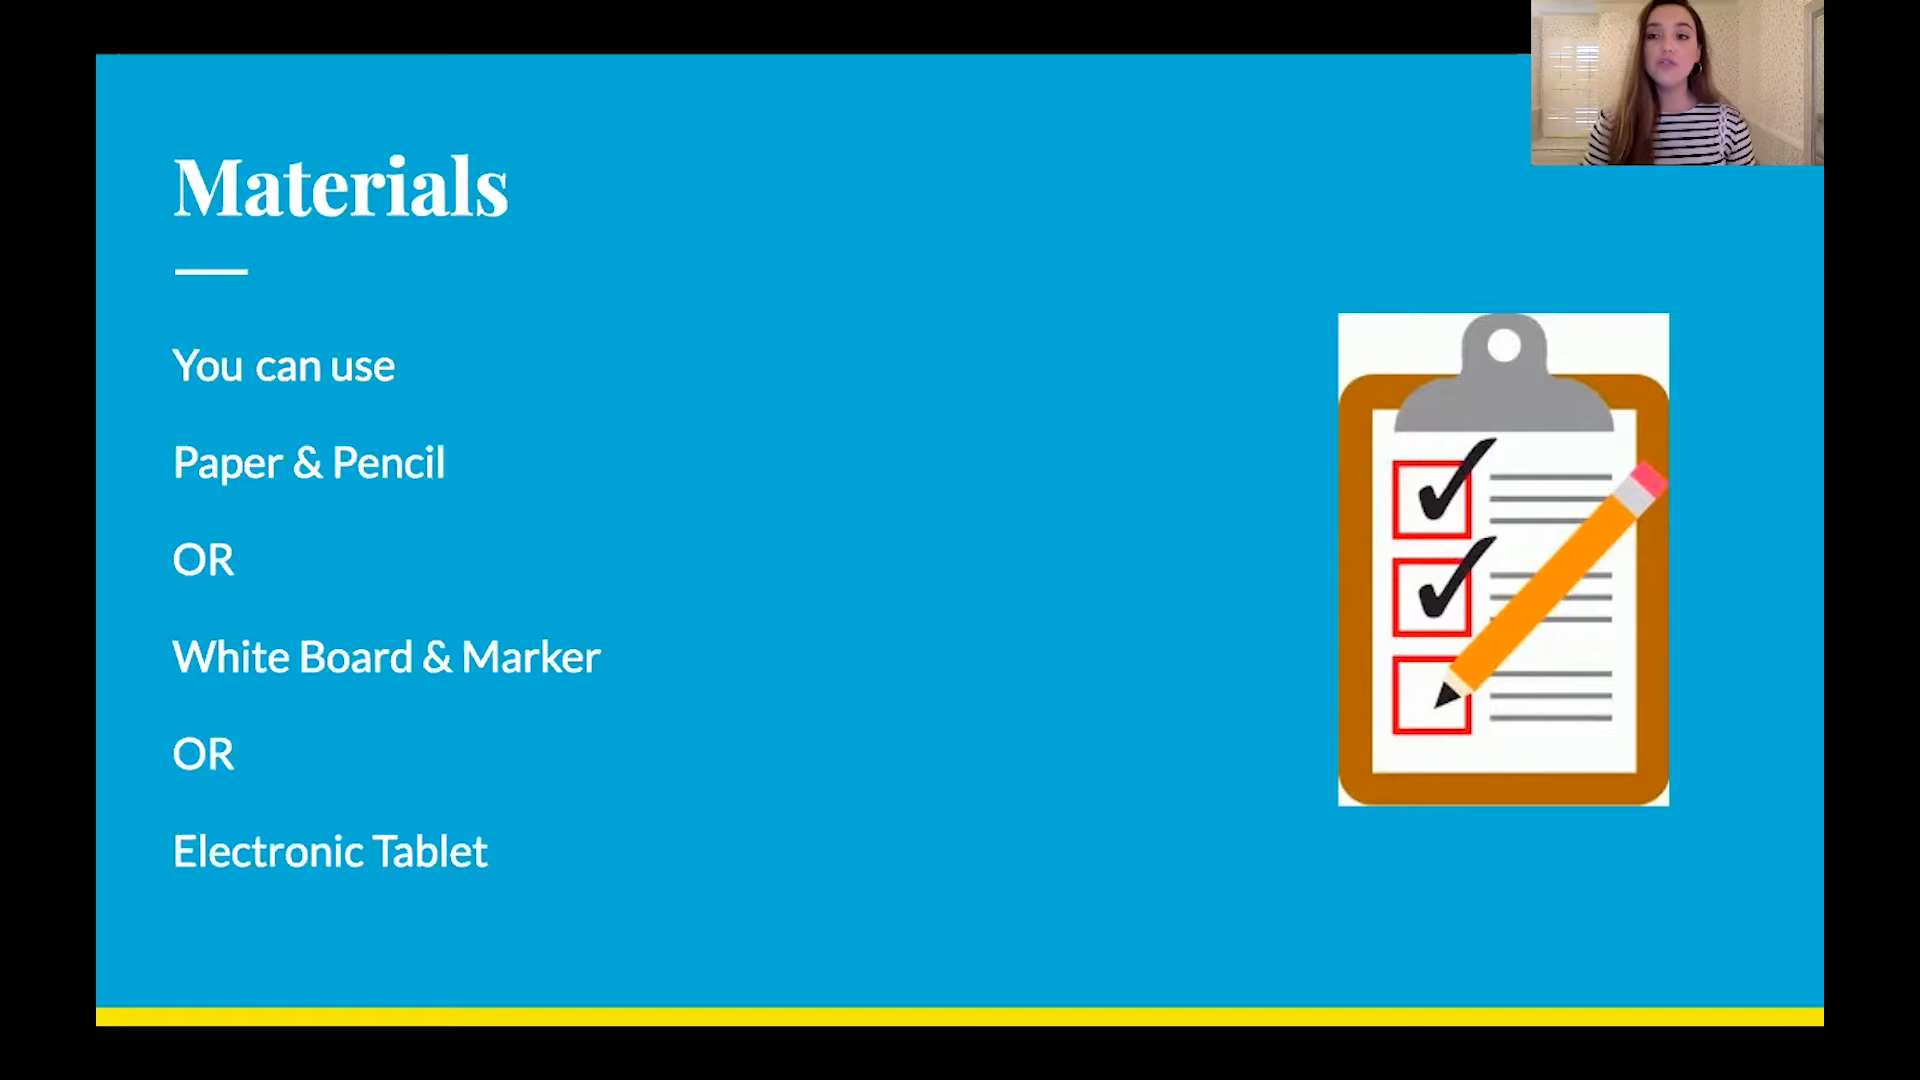 Materials
You can use
Paper & Pencil
OR
White Board & Marker
OR
Electronic Tablet